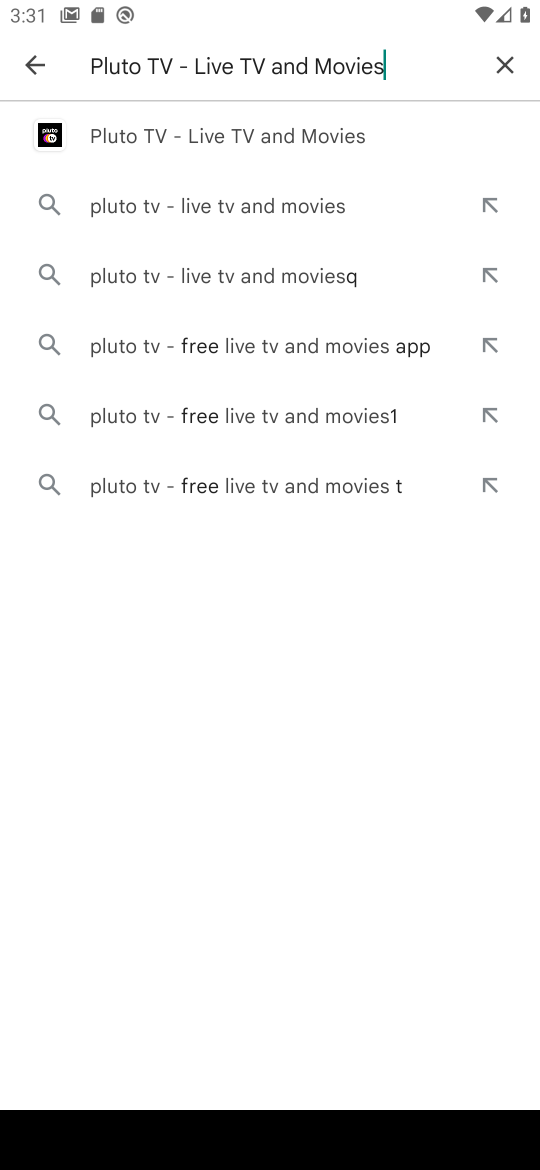 3:31
Pluto TV - Live TV and Movies
pluto tv
Pluto TV - Live TV and Movies
pluto tv - live tv and movies
pluto tv - live tv and moviesq
pluto tv - free live tv and movies app
pluto tv - free live tv and movies1
pluto tv - free live tv and movies t